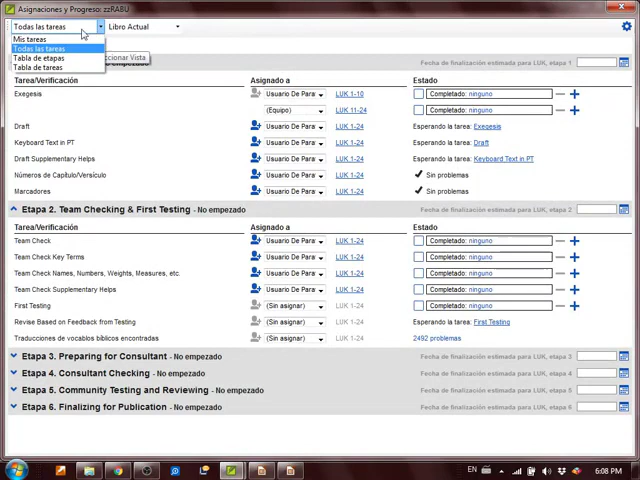 Asignaciones y Progreso: zzRABU
Todas las tareas
Libro Actual
Mis tareas
Todas las tareas
Tabla de etapas
Tabla de tareas
ccionar Vista
Fecha de finalización estimada para LUK, etapa 1
Tarea/Verificación Asignado a Estado
Exegesis Usuario De Para LUK 1-10 Completado: ninguno
(Equipo) LUK 11-24 Completado: ninguno
Draft Usuario De Para LUK 1-24 Esperando la tarea: Exegesis
Keyboard Text in PT Usuario De Para LUK 1-24 Esperando la tarea: Draft
Draft Supplementary Helps Usuario De Para LUK 1-24 Esperando la tarea: Keyboard Text in PT
Números de Capítulo/Versículo Usuario De Para LUK 1-24 Sin problemas
Marcadores Usuario De Para LUK 1-24 Sin problemas
Etapa 2. Team Checking & First Testing - No empezado Fecha de finalización estimada para LUK, etapa 2
Tarea/Verificación Asignado a Estado
Team Check Usuario De Para LUK 1-24 Completado: ninguno
Team Check Key Terms Usuario De Para LUK 1-24 Completado: ninguno
Team Check Names, Numbers, Weights, Measures, etc. Usuario De Para LUK 1-24 Completado: ninguno
Team Check Supplementary Helps Usuario De Para LUK 1-24 Completado: ninguno
First Testing (Sin asignar) LUK 1-24 Completado: ninguno
Revise Based on Feedback from Testing (Sin asignar) LUK 1-24 Esperando la tarea: First Testing
Traducciones de vocablos bíblicos encontradas (Sin asignar) LUK 1-24 2492 problemas
Etapa 3. Preparing for Consultant - No empezado Fecha de finalización estimada para LUK, etapa 3
Etapa 4. Consultant Checking - No empezado Fecha de finalización estimada para LUK, etapa 4
Etapa 5. Community Testing and Reviewing - No empezado Fecha de finalización estimada para LUK, etapa 5
Etapa 6. Finalizing for Publication - No empezado Fecha de finalización estimada para LUK, etapa 6
EN
6:08 PM